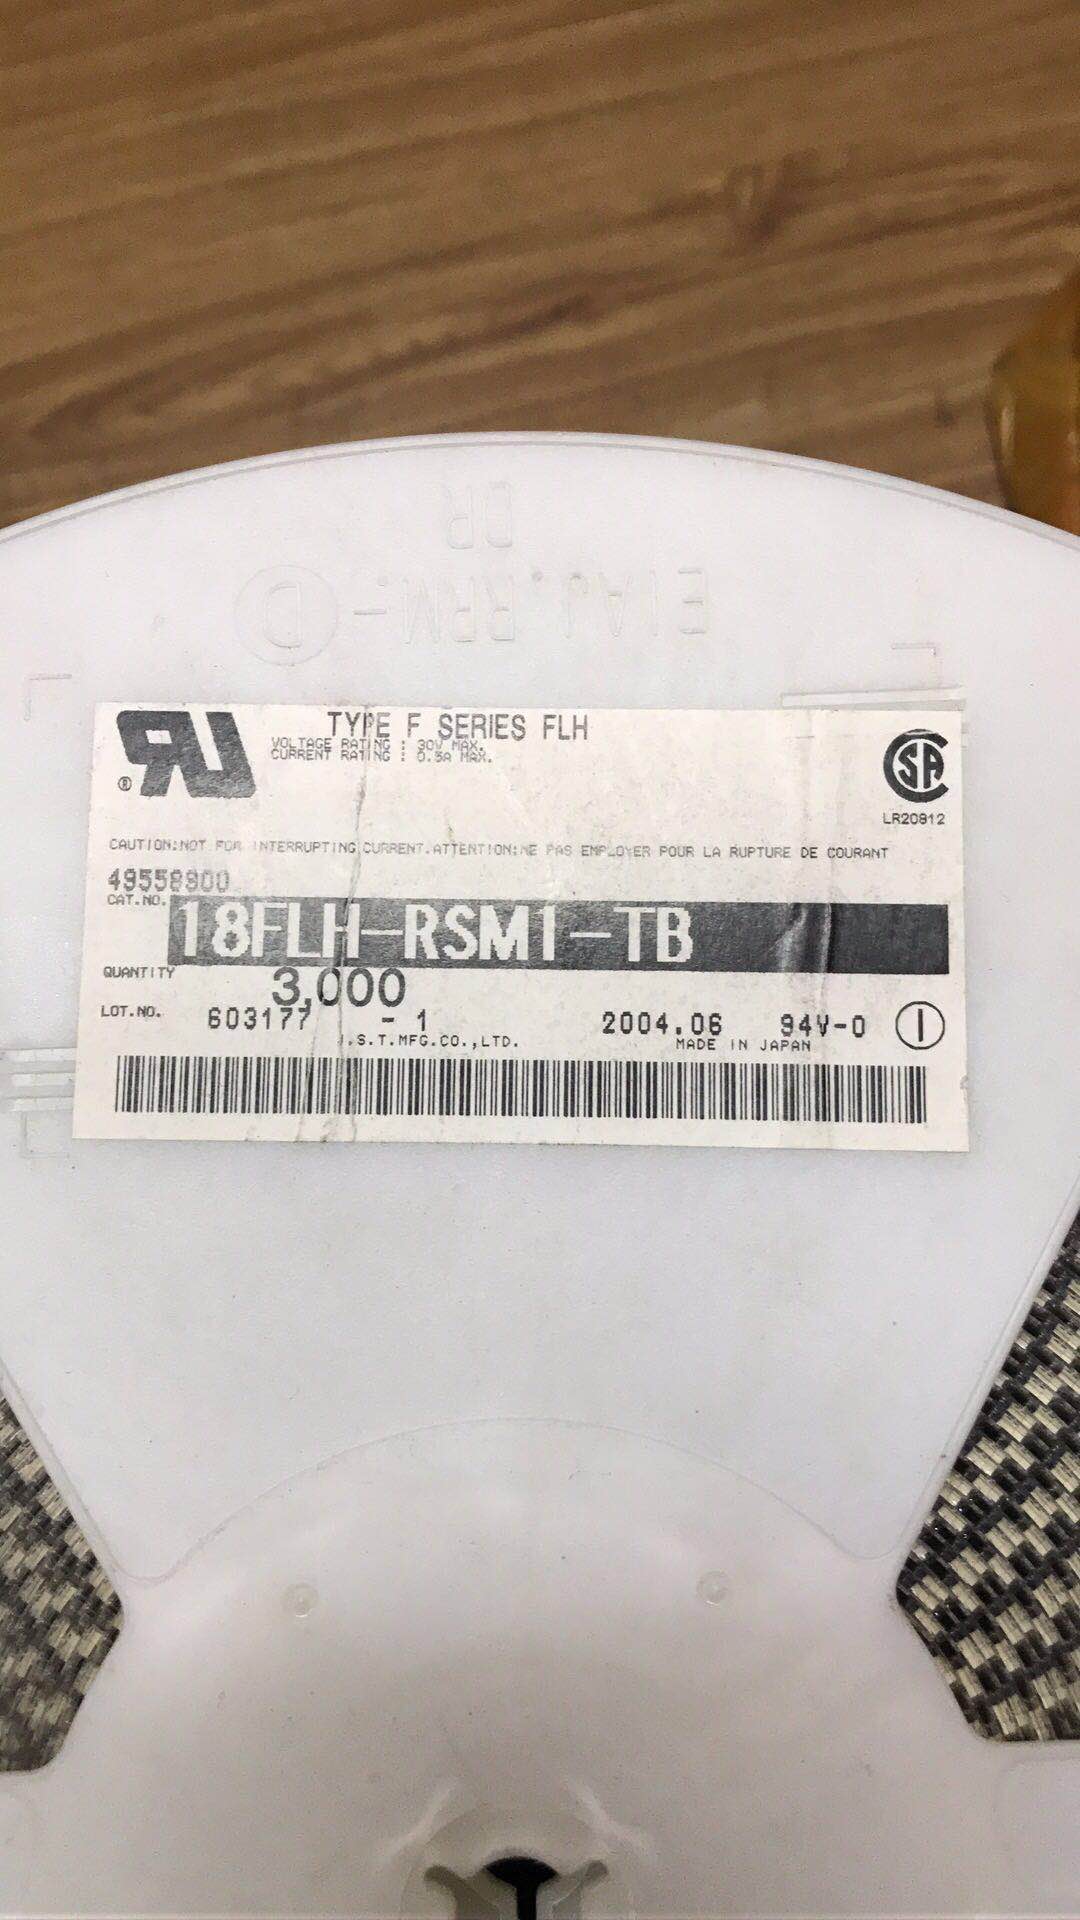 DR
EIAJ.RRM-D
TYPE F SERIES FLH
VOLTAGE RATING : 30V MAX.
CURRENT RATING : 0.5A MAX.
LR20812
CAUTION:NOT FOR INTERRUPTING CURRENT.ATTENTION:NE PAS EMPLOYER POUR LA RUPTURE DE COURANT
49558900
CAT.NO. 18FLH-RSM1-TB
QUANTITY 3,000
LOT.NO. 603177 - 1 2004.06 94V-0 1
J.S.T.MFG.CO.,LTD. MADE IN JAPAN